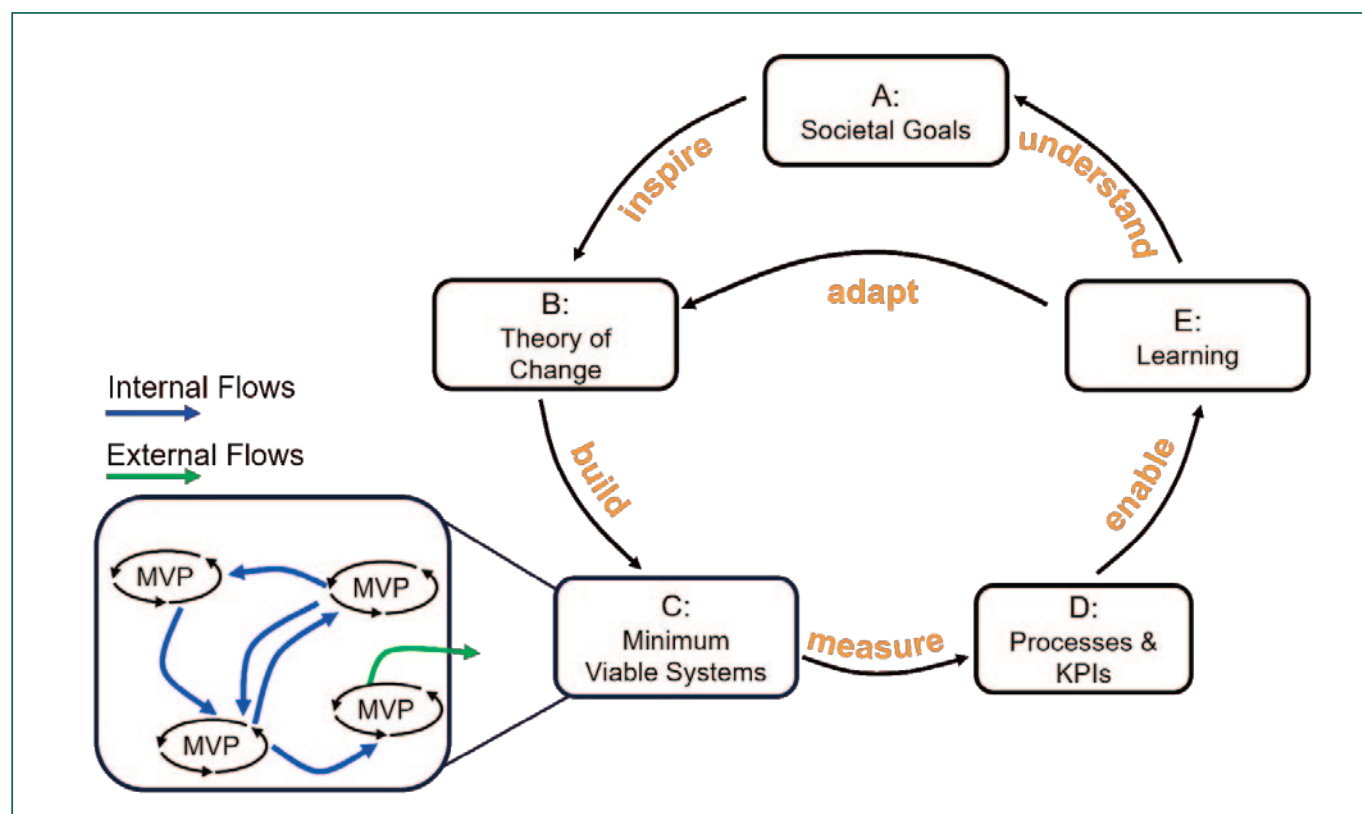 A:
Societal Goals
inspire
understand
B:
Theory of
Change
adapt
E:
Learning
Internal Flows
External Flows
build
enable
MVP
MVP
MVP
MVP
C:
Minimum
Viable Systems
measure
D:
Processes &
KPIs